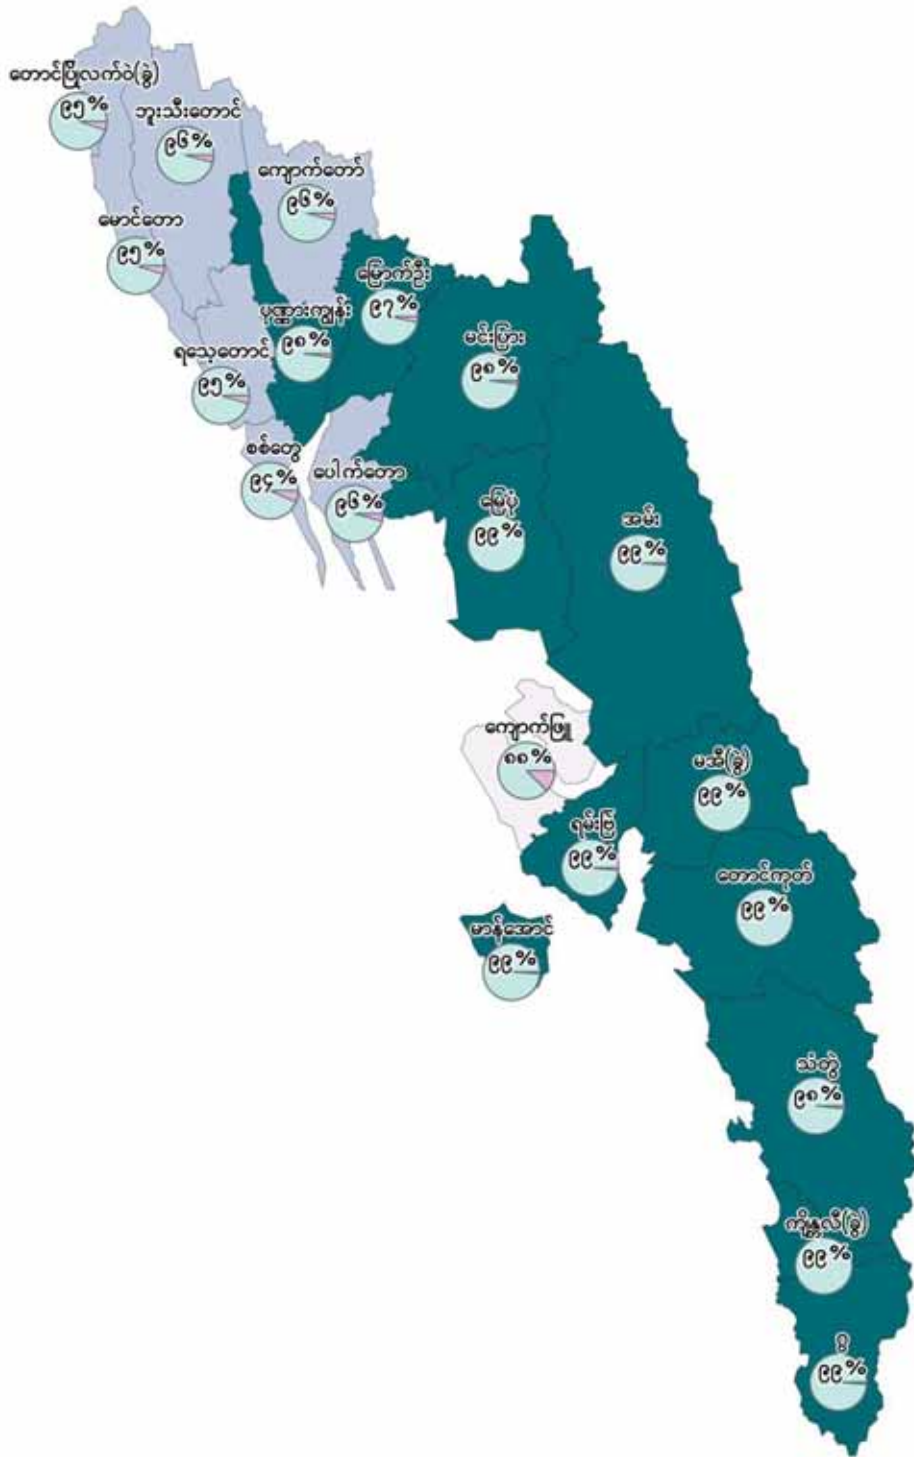 တောင်ပြိုလက်ဝဲ(ခွဲ)
၉၅%
ဘူးသီးတောင်
၉၆%
ကျောက်တော်
၉၆%
မောင်တော
၉၅%
မြောက်ဦး
၉၇%
ပုဏ္ဏားကျွန်း
၉၈%
မင်းပြား
၉၈%
ရသေ့တောင်
၉၅%
စစ်တွေ
၉၄%
ပေါက်တော
၉၆%
မြေပုံ
၉၉%
အမ်း
၉၉%
ကျောက်ဖြူ
၈၈%
မအီ(ခွဲ)
၉၉%
ရမ်းဗြဲ
၉၉%
တောင်ကုတ်
၉၉%
မာန်အောင်
၉၉%
သံတွဲ
၉၈%
ကျိန္တလီ(ခွဲ)
၉၉%
ဂွ
၉၉%